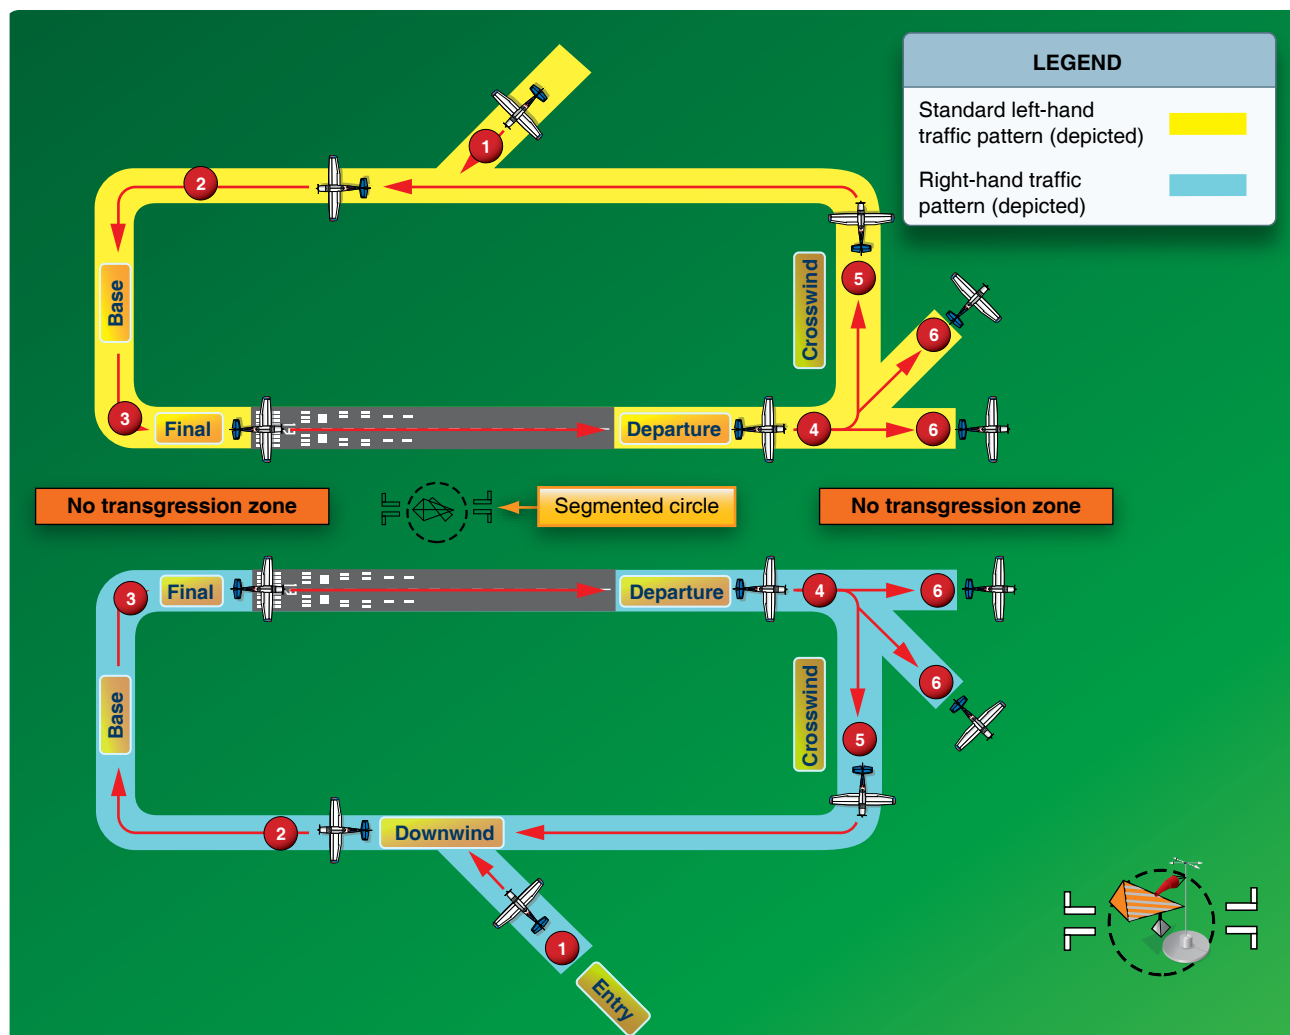 LEGEND
Standard left-hand
traffic pattern (depicted)
Right-hand traffic
pattern (depicted)
1
2
Base
Crosswind
5
6
3
Final
Departure
4
6
No transgression zone
Segmented circle
No transgression zone
3
Final
Departure
4
6
Base
Crosswind
6
5
2
Downwind
1
Entry